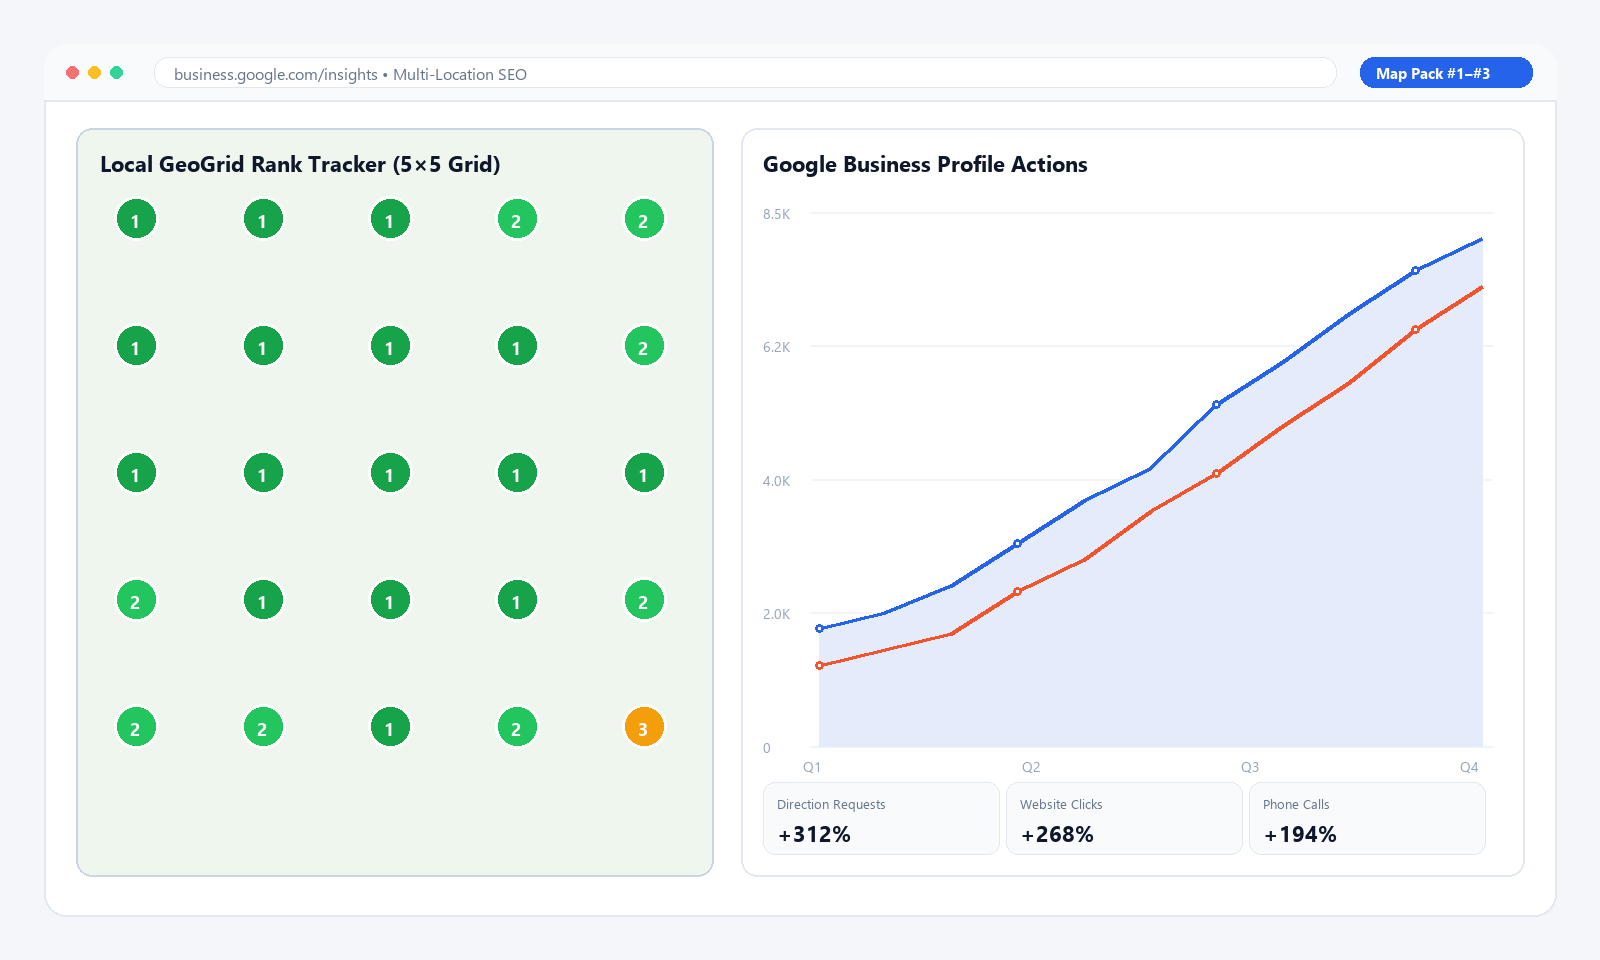 business.google.com/insights • Multi-Location SEO
Map Pack #1–#3
Local GeoGrid Rank Tracker (5×5 Grid)
1 1 1 2 2
1 1 1 1 2
1 1 1 1 1
2 1 1 1 2
2 2 1 2 3
Google Business Profile Actions
8.5K
6.2K
4.0K
2.0K
0
Q1 Q2 Q3 Q4
Direction Requests
+312%
Website Clicks
+268%
Phone Calls
+194%